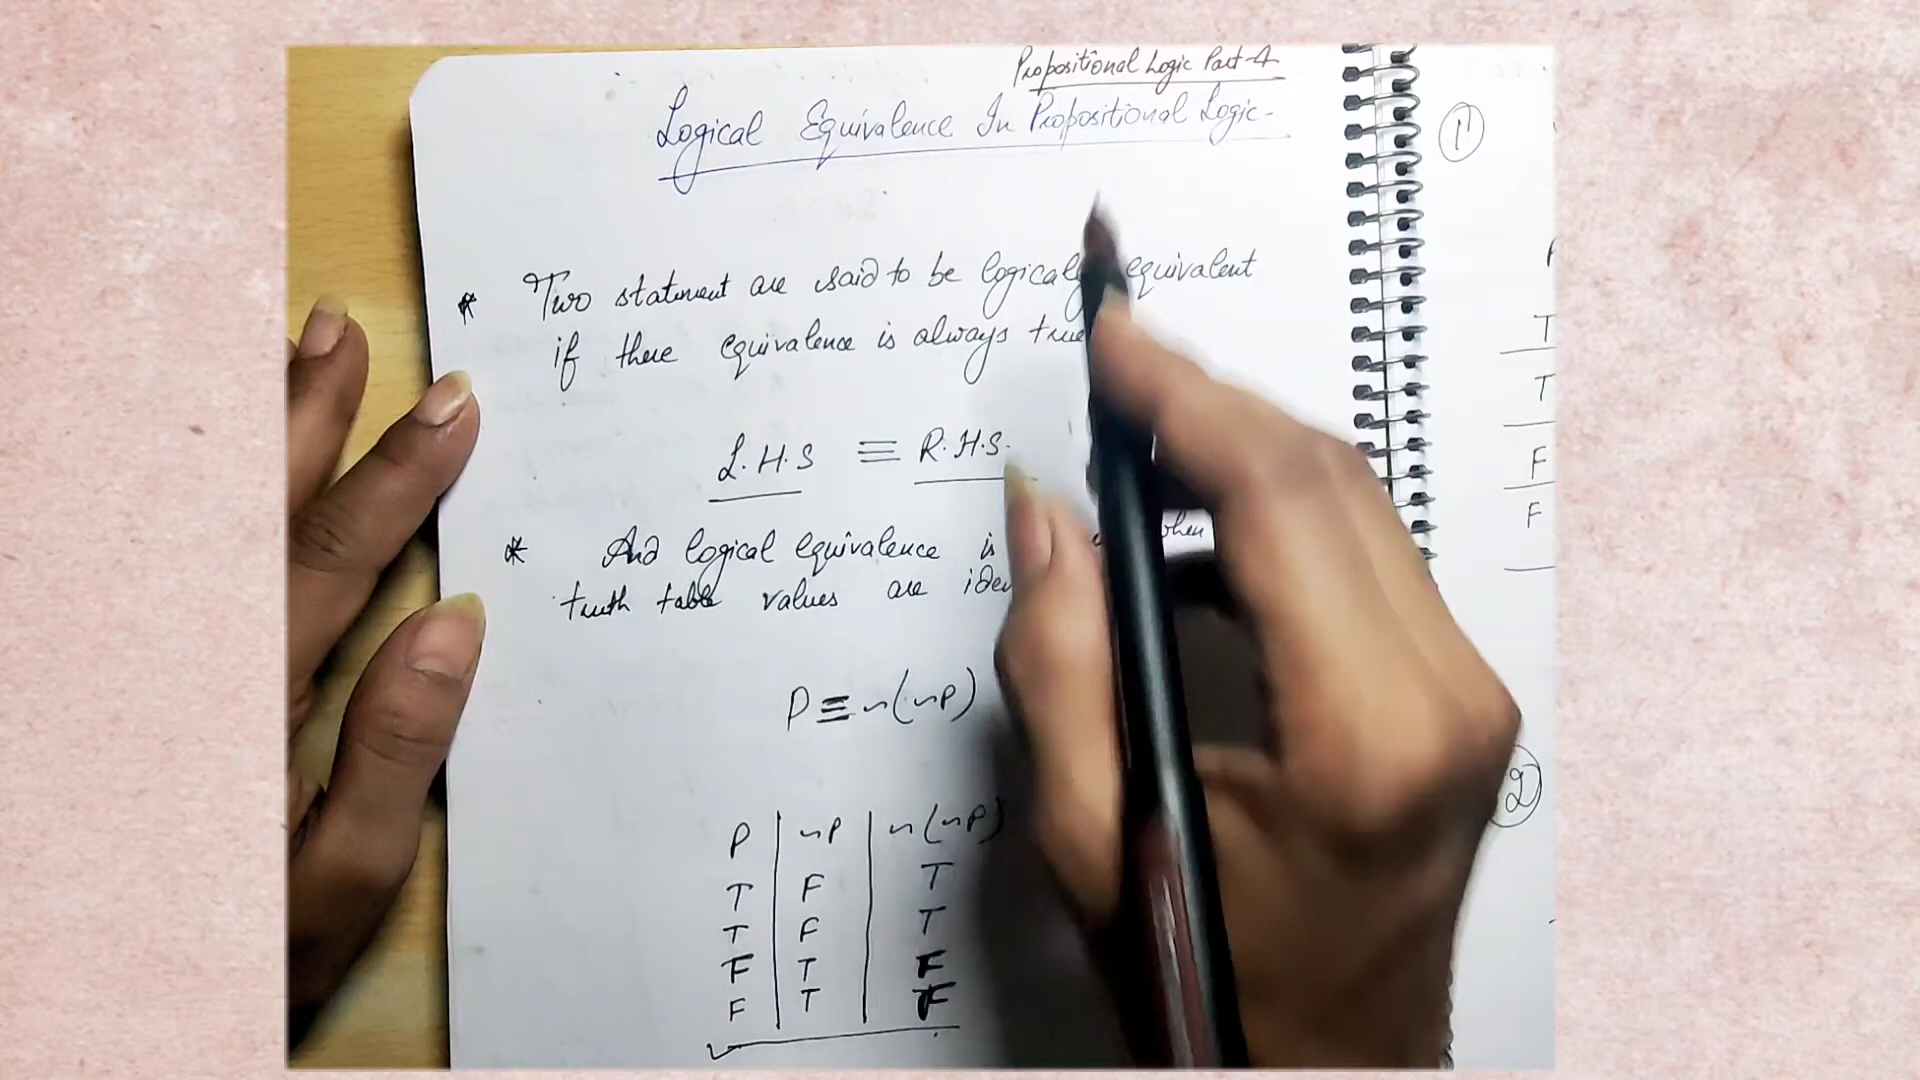 Propositional Logic Part-4
Logical Equivalence In Propositional Logic-
* Two statement are said to be logically equivalent
if there equivalence is always true
L.H.S ≡ R.H.S.
* And logical equivalence is when
truth table values are
P ≡ ~(~P)
P | ~P | ~(~P)
T | F | T
T | F | T
F | T | F
F | T | F
1
T
T
F
F
2